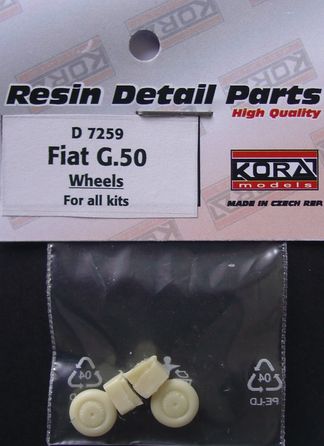 Resin Detail Parts
High Quality
D 7259
Fiat G.50
Wheels
For all kits
KORA
models
MADE IN CZECH REP.
04
PE-LD
04